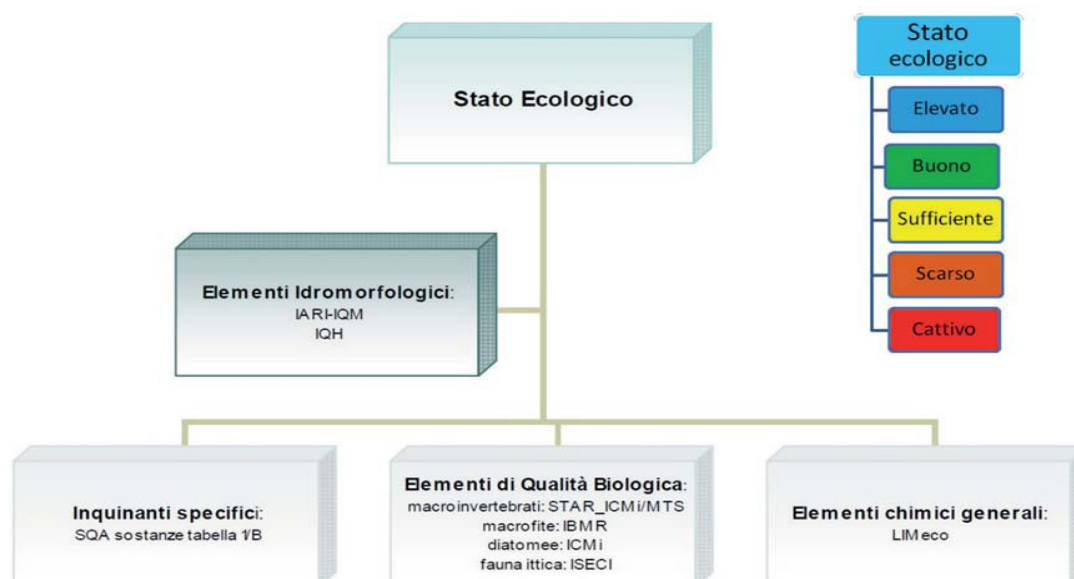 Stato Ecologico
Stato
ecologico
Elevato
Buono
Sufficiente
Scarso
Cattivo
Elementi Idromorfologici:
IARI-IQM
IQH
Inquinanti specifici:
SQA sostanze tabella 1/B
Elementi di Qualità Biologica:
macroinvertebrati: STAR_ICMi/MTS
macrofite: IBMR
diatomee: ICMi
fauna ittica: ISECI
Elementi chimici generali:
LIMeco